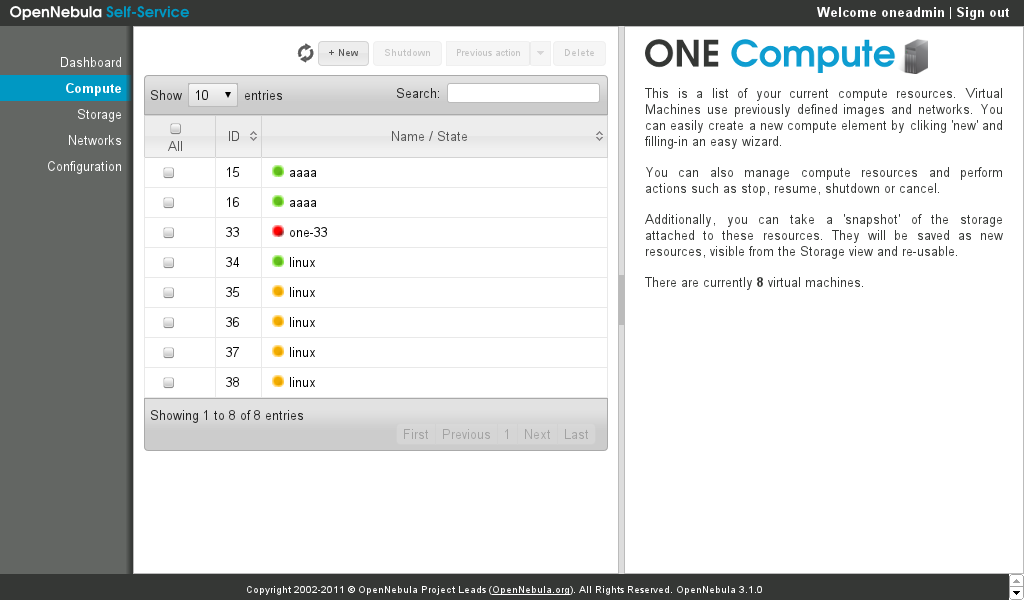 OpenNebula Self-Service
Welcome oneadmin | Sign out
Dashboard
Compute
Storage
Networks
Configuration
+ New
Shutdown
Previous action
Delete
Show 10 entries
Search:
All
ID
Name / State
15 aaaa
16 aaaa
33 one-33
34 linux
35 linux
36 linux
37 linux
38 linux
Showing 1 to 8 of 8 entries
First Previous 1 Next Last
ONE Compute
This is a list of your current compute resources. Virtual
Machines use previously defined images and networks. You
can easily create a new compute element by cliking 'new' and
filling-in an easy wizard.
You can also manage compute resources and perform
actions such as stop, resume, shutdown or cancel.
Additionally, you can take a 'snapshot' of the storage
attached to these resources. They will be saved as new
resources, visible from the Storage view and re-usable.
There are currently 8 virtual machines.
Copyright 2002-2011 © OpenNebula Project Leads (OpenNebula.org). All Rights Reserved. OpenNebula 3.1.0